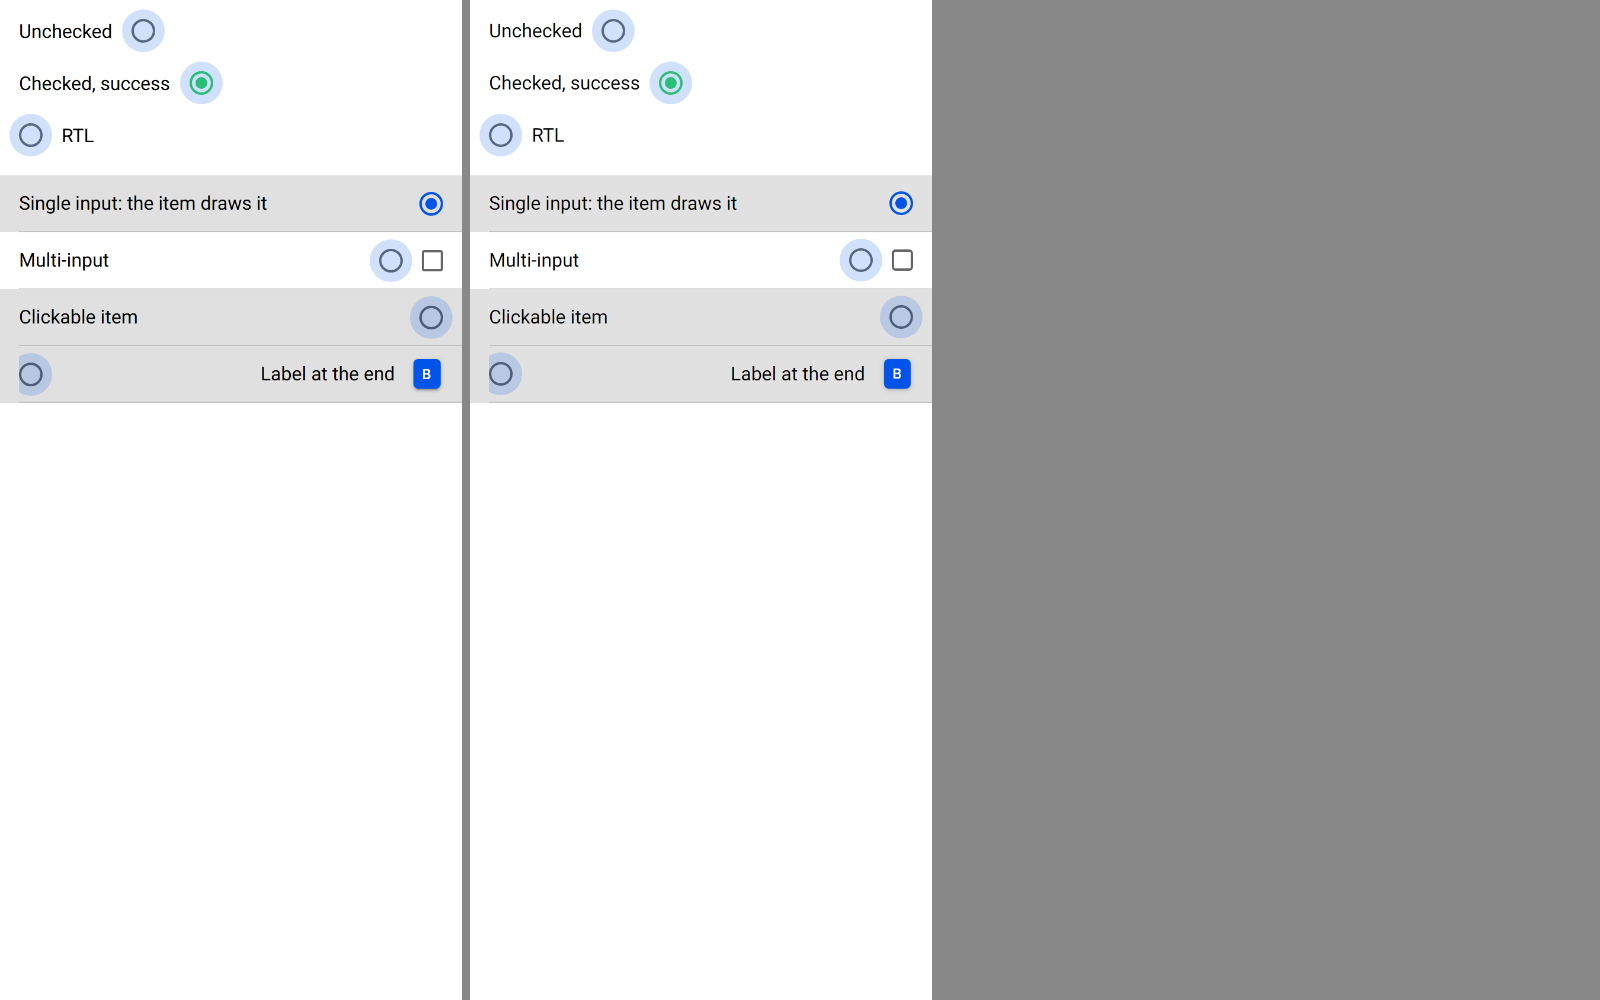 Unchecked
Checked, success
RTL
Single input: the item draws it
Multi-input
Clickable item
Label at the end B
Unchecked
Checked, success
RTL
Single input: the item draws it
Multi-input
Clickable item
Label at the end B